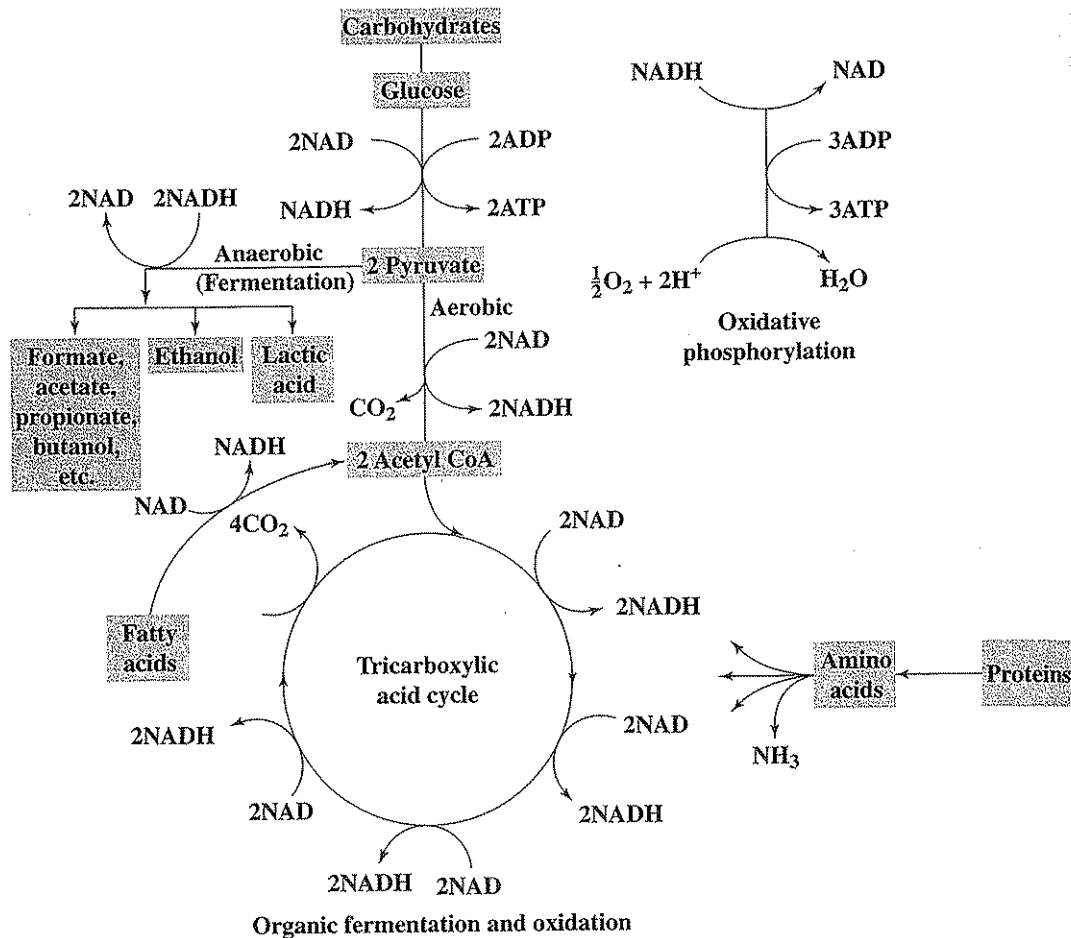 Carbohydrates
Glucose
2NAD
2ADP
NADH
2ATP
2NAD 2NADH
Anaerobic
(Fermentation)
2 Pyruvate
Aerobic
Formate,
acetate,
propionate,
butanol,
etc.
Ethanol
Lactic
acid
2NAD
CO₂
2NADH
NADH
NAD
2 Acetyl CoA
4CO₂
2NAD
2NADH
Fatty
acids
Tricarboxylic
acid cycle
2NADH
2NAD
2NAD
2NADH
2NADH 2NAD
Organic fermentation and oxidation
NADH
NAD
3ADP
3ATP
½O₂ + 2H⁺
H₂O
Oxidative
phosphorylation
Amino
acids
Proteins
NH₃